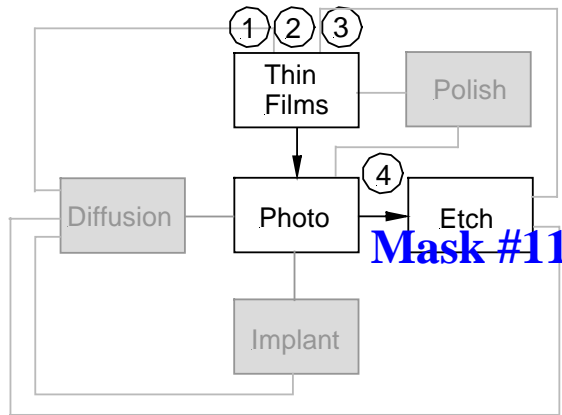 1 2 3
Thin
Films
Polish
4
Diffusion
Photo
Etch
Mask #11
Implant